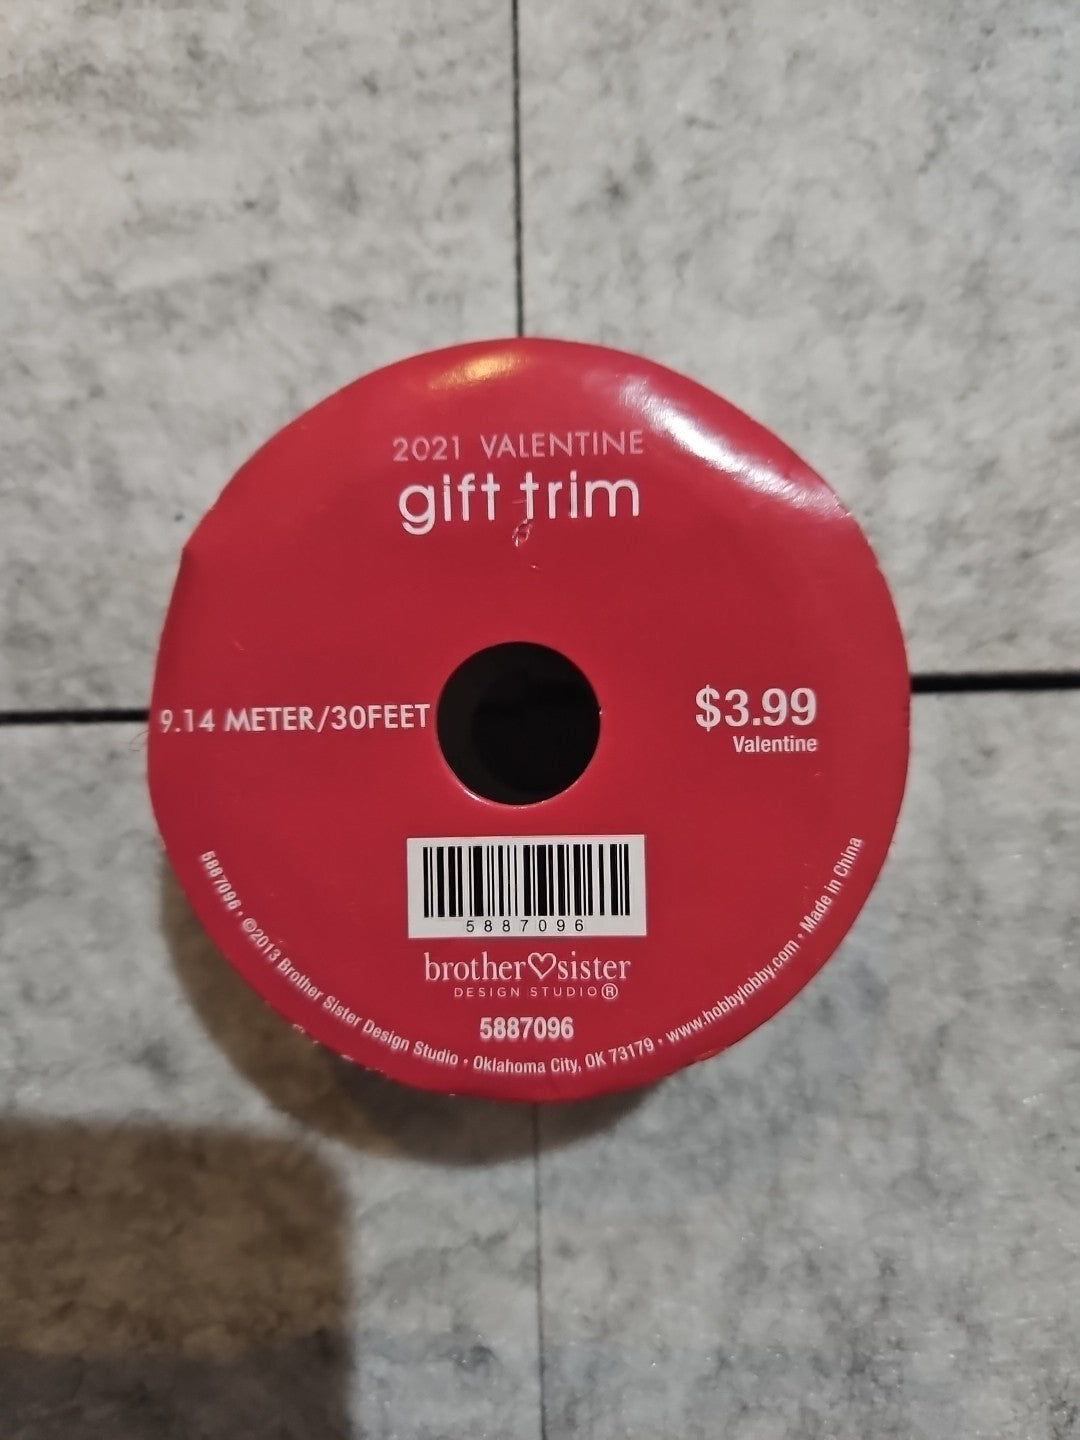 2021 VALENTINE
gift trim
9.14 METER/30FEET
$3.99
Valentine
5887096
brother♡sister
DESIGN STUDIO®
5887096
5887096 • ©2013 Brother Sister Design Studio • Oklahoma City, OK 73179 • www.hobbylobby.com • Made in China